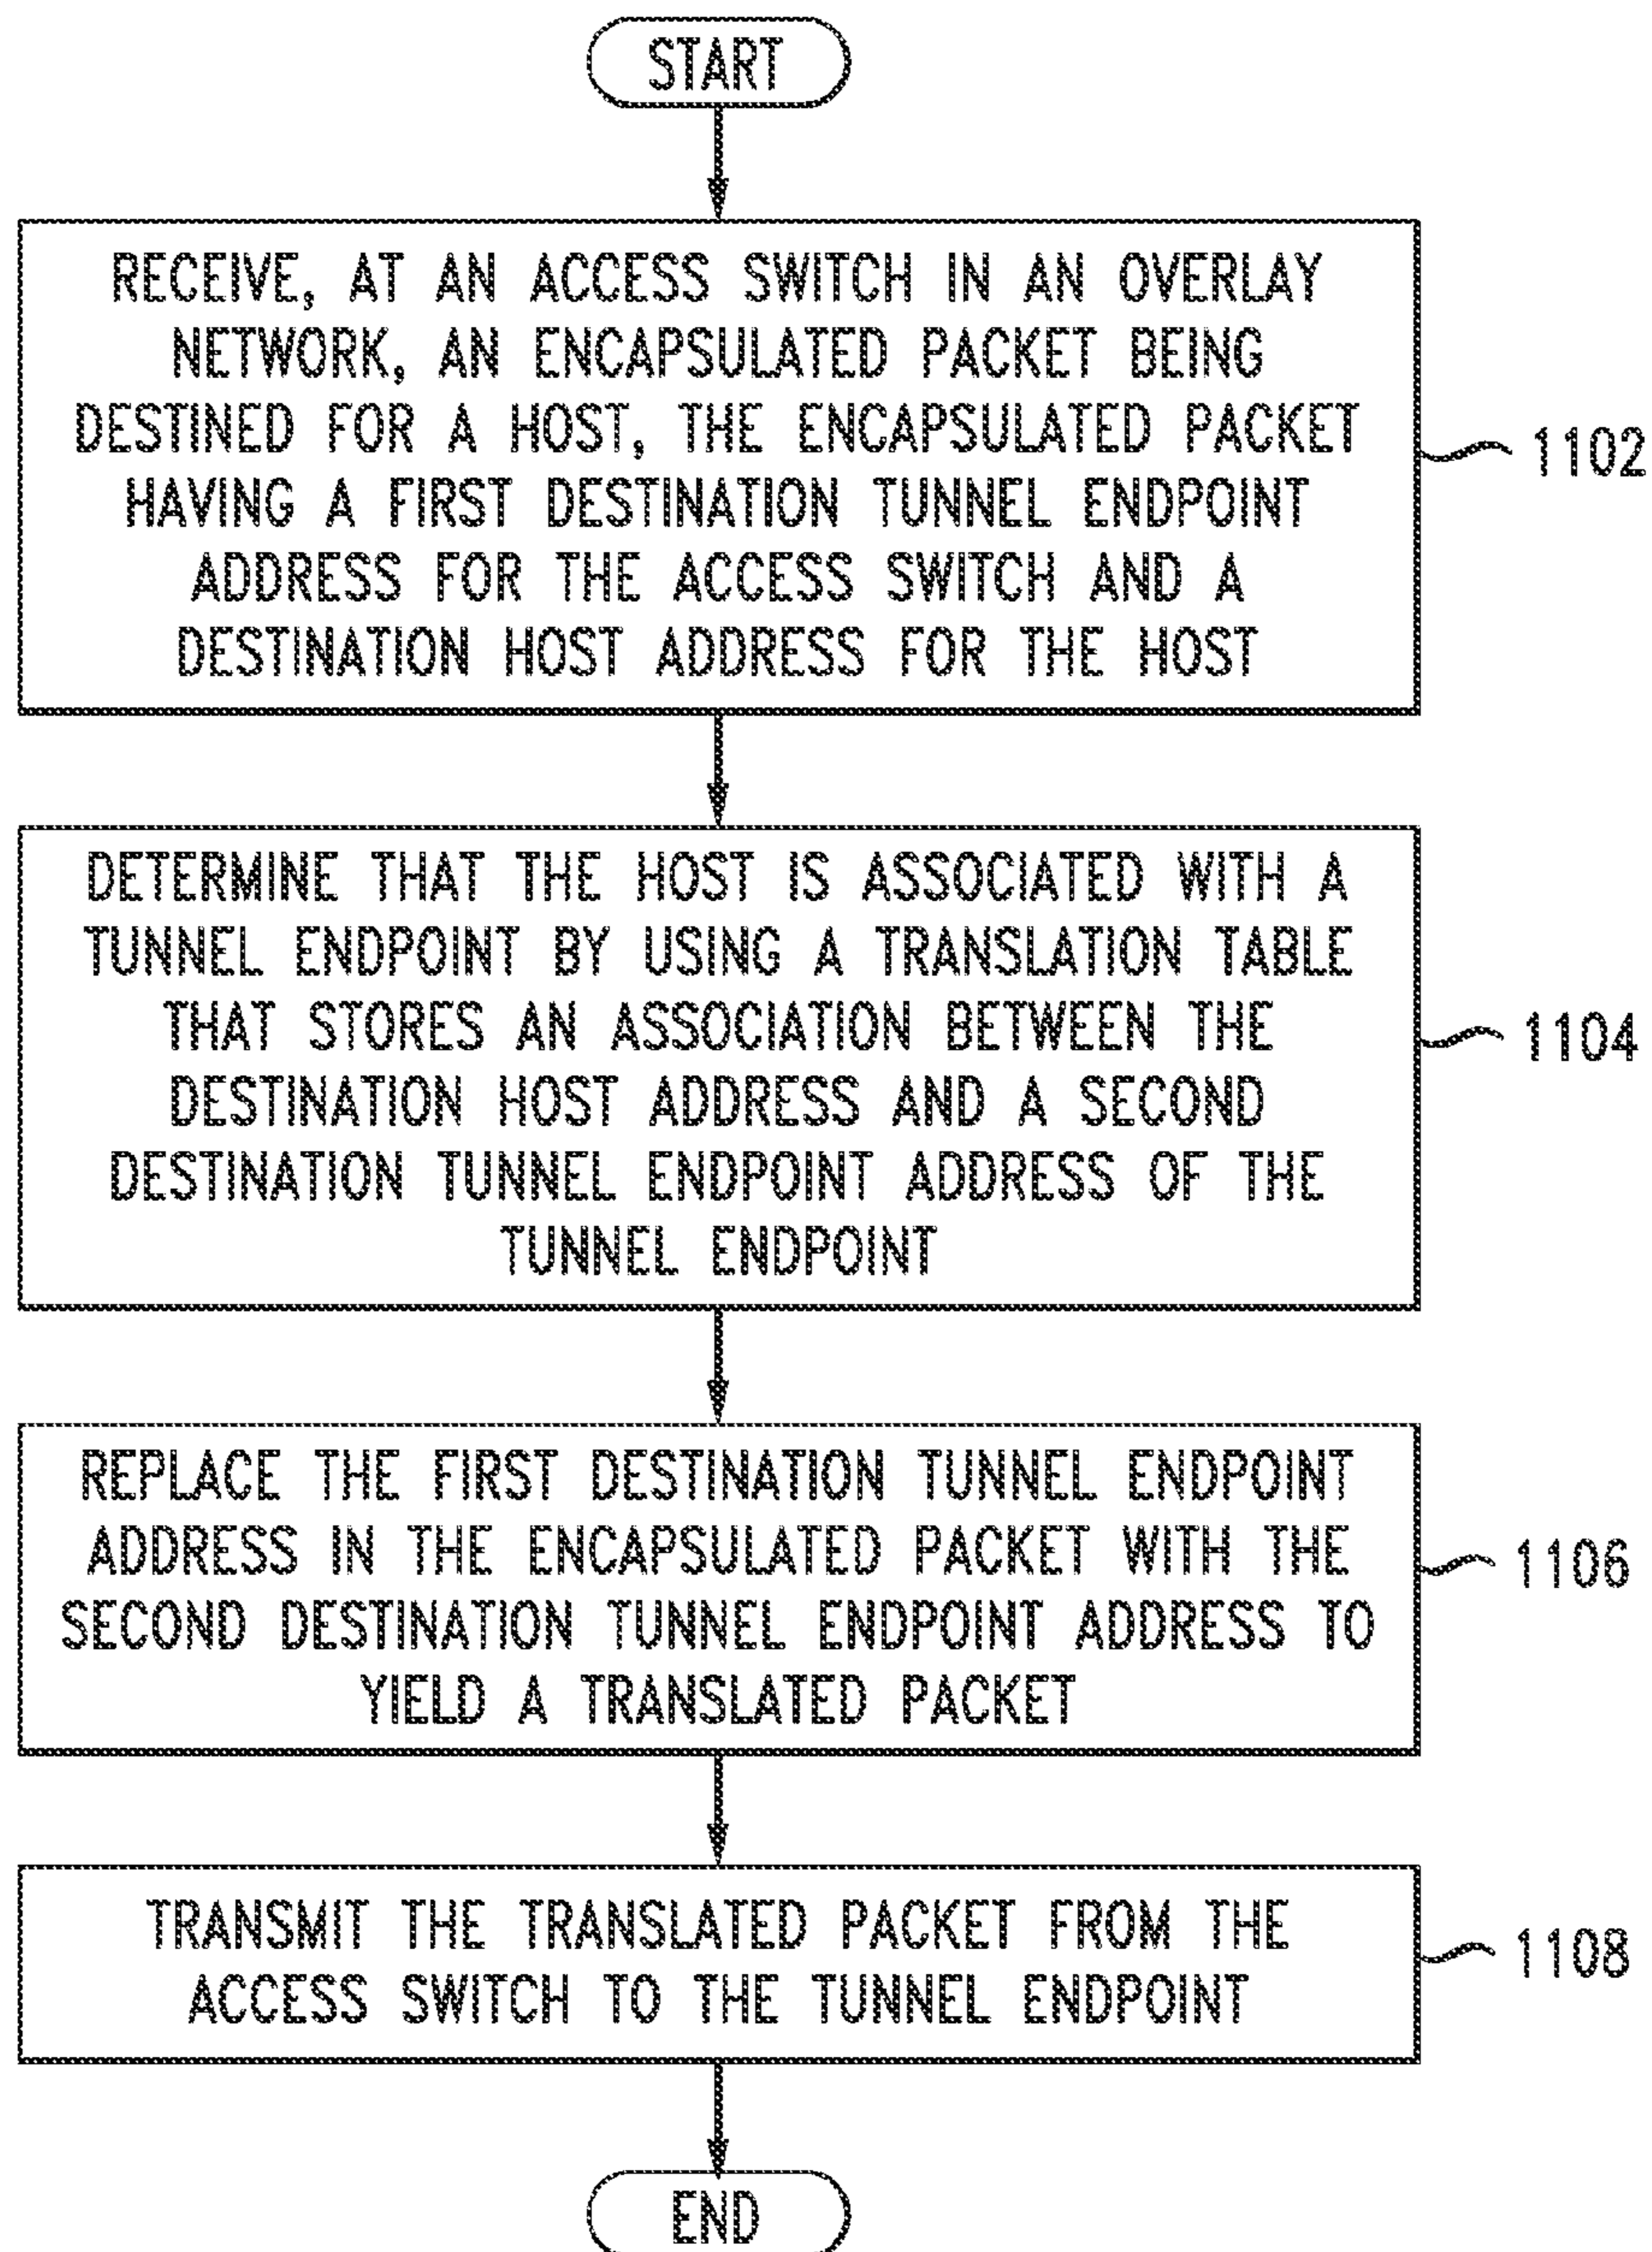 START
RECEIVE, AT AN ACCESS SWITCH IN AN OVERLAY
NETWORK, AN ENCAPSULATED PACKET BEING
DESTINED FOR A HOST, THE ENCAPSULATED PACKET
HAVING A FIRST DESTINATION TUNNEL ENDPOINT
ADDRESS FOR THE ACCESS SWITCH AND A
DESTINATION HOST ADDRESS FOR THE HOST
1102
DETERMINE THAT THE HOST IS ASSOCIATED WITH A
TUNNEL ENDPOINT BY USING A TRANSLATION TABLE
THAT STORES AN ASSOCIATION BETWEEN THE
DESTINATION HOST ADDRESS AND A SECOND
DESTINATION TUNNEL ENDPOINT ADDRESS OF THE
TUNNEL ENDPOINT
1104
REPLACE THE FIRST DESTINATION TUNNEL ENDPOINT
ADDRESS IN THE ENCAPSULATED PACKET WITH THE
SECOND DESTINATION TUNNEL ENDPOINT ADDRESS TO
YIELD A TRANSLATED PACKET
1106
TRANSMIT THE TRANSLATED PACKET FROM THE
ACCESS SWITCH TO THE TUNNEL ENDPOINT
1108
END